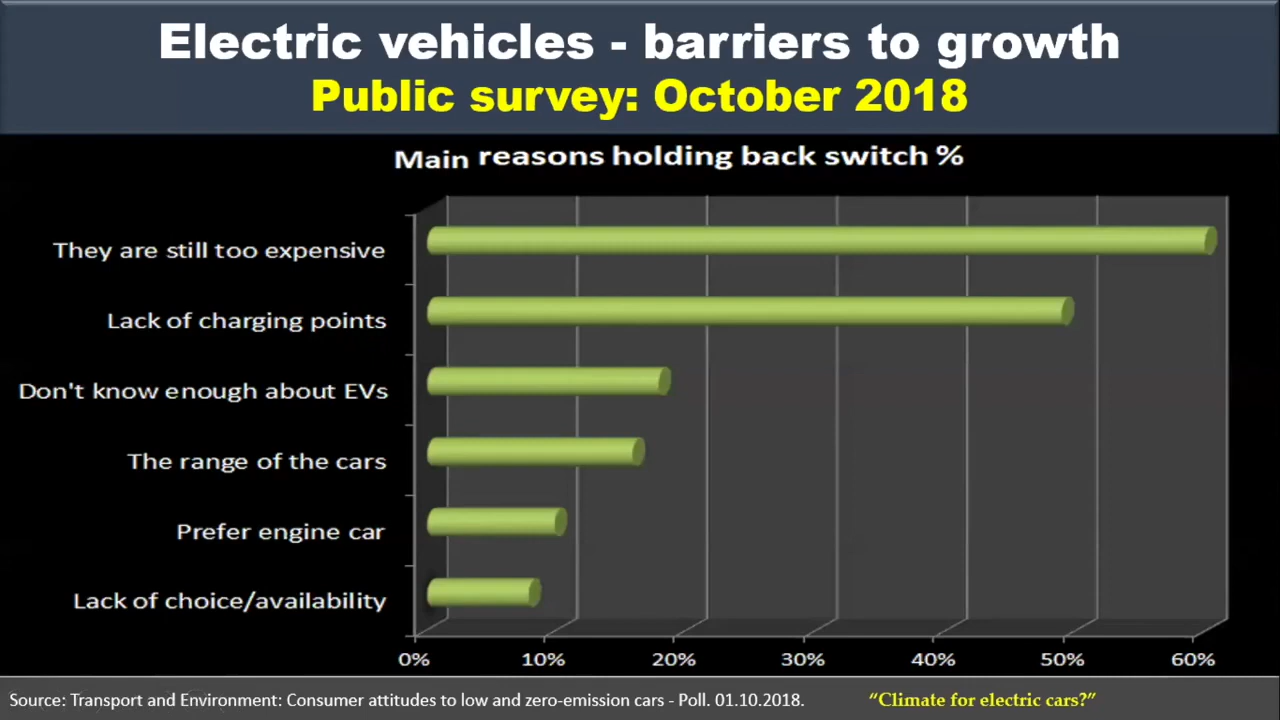 Electric vehicles - barriers to growth
Public survey: October 2018
Main reasons holding back switch %
They are still too expensive
Lack of charging points
Don't know enough about EVs
The range of the cars
Prefer engine car
Lack of choice/availability
0% 10% 20% 30% 40% 50% 60%
Source: Transport and Environment: Consumer attitudes to low and zero-emission cars - Poll. 01.10.2018. “Climate for electric cars?”